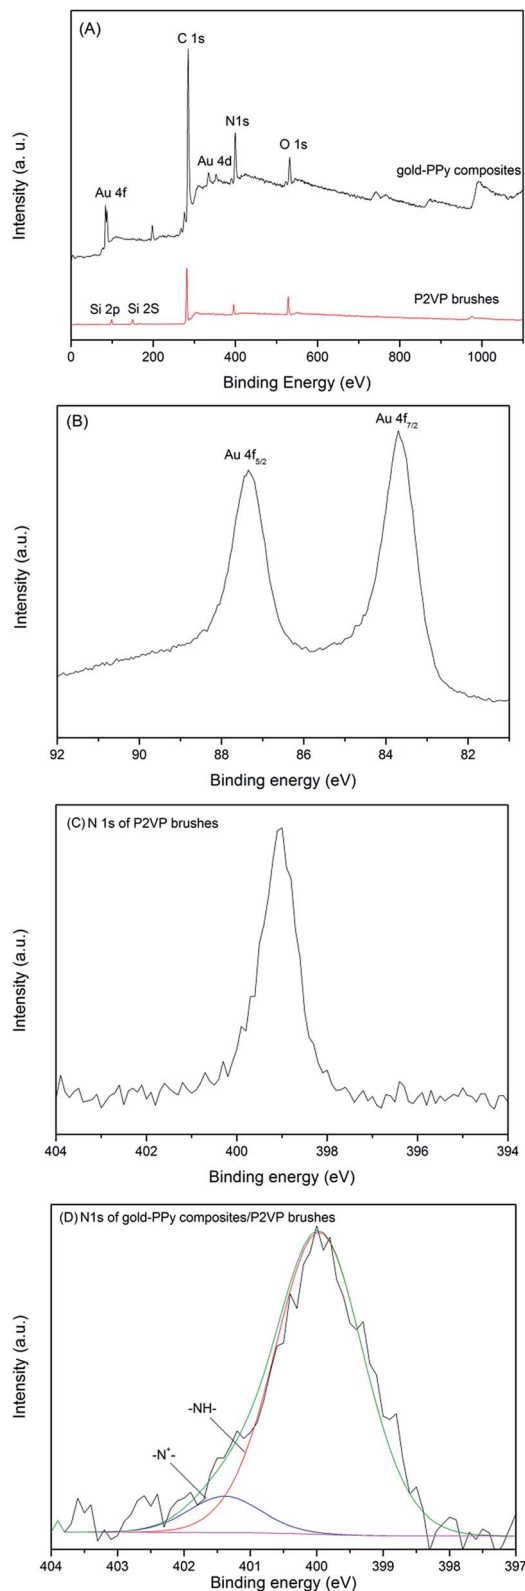 (A)
C 1s
N1s
O 1s
Au 4d
gold-PPy composites
Au 4f
P2VP brushes
Si 2p Si 2S
Intensity (a. u.)
0 200 400 600 800 1000
Binding Energy (eV)
(B)
Au 4f7/2
Au 4f5/2
Intensity (a.u.)
92 90 88 86 84 82
Binding energy (eV)
(C) N 1s of P2VP brushes
Intensity (a.u.)
404 402 400 398 396 394
Binding energy (eV)
(D) N1s of gold-PPy composites/P2VP brushes
-NH-
-N+-
Intensity (a.u.)
404 403 402 401 400 399 398 397
Binding energy (eV)